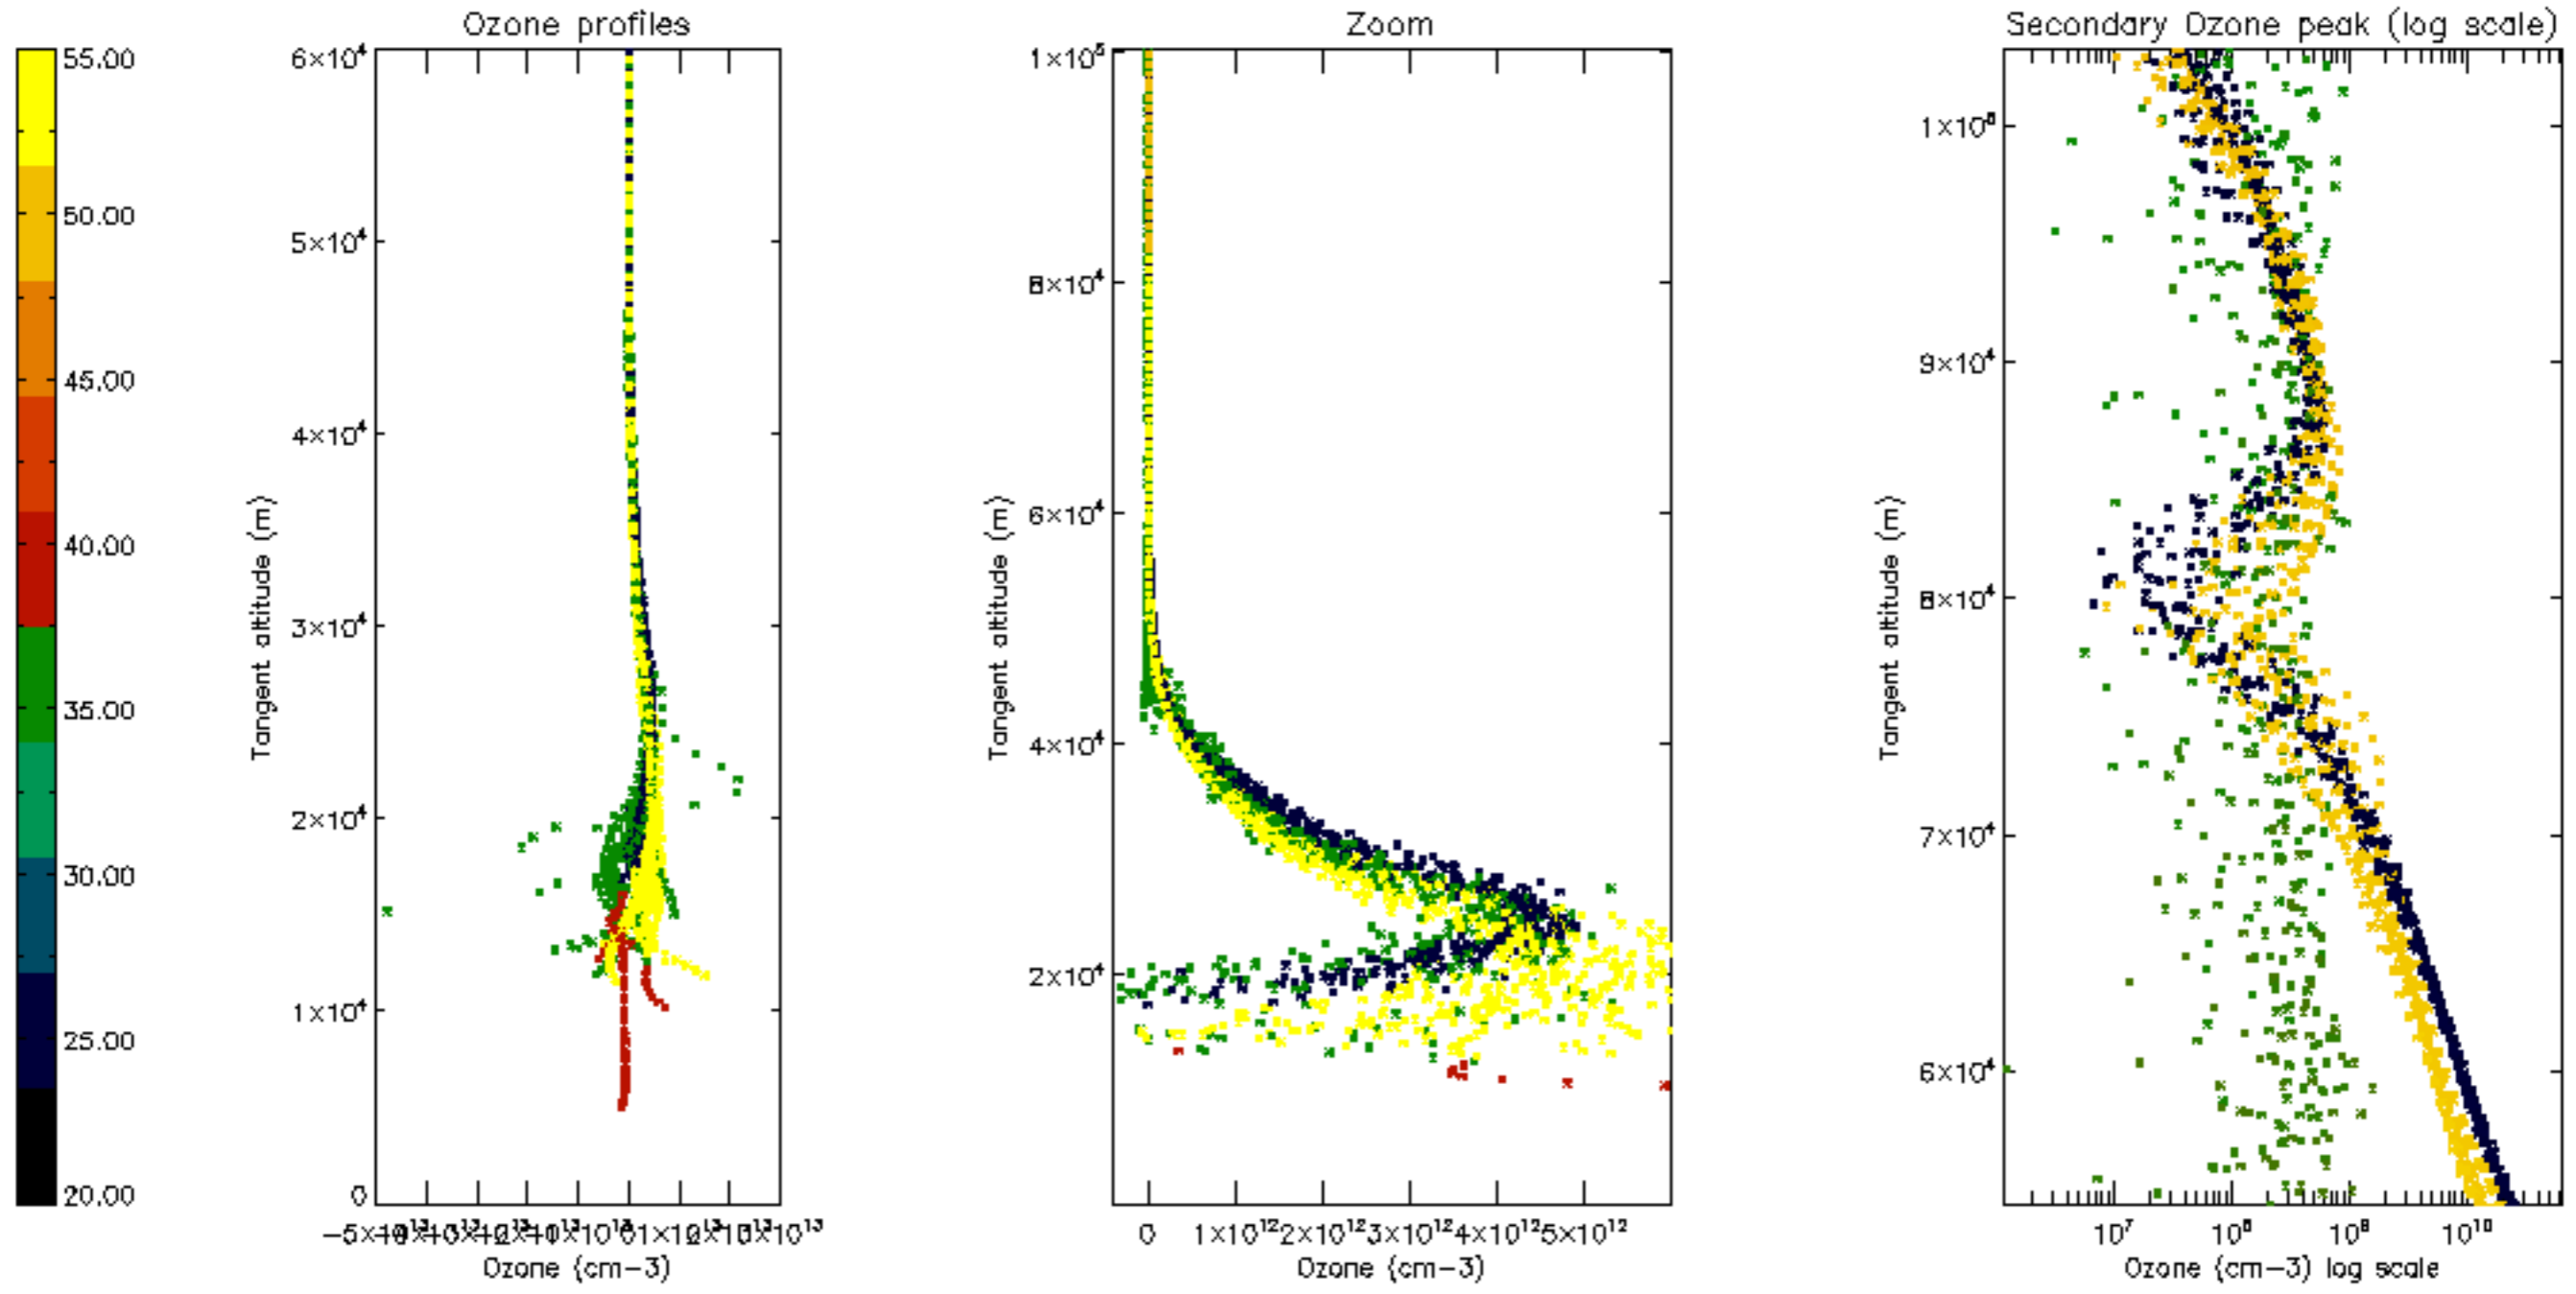 Ozone profiles
Zoom
Secondary Ozone peak (log scale)
55.00
50.00
45.00
40.00
35.00
30.00
25.00
20.00
6×10⁴
5×10⁴
4×10⁴
3×10⁴
2×10⁴
1×10⁴
0
Tangent altitude (m)
Ozone (cm−3)
1×10⁵
8×10⁴
6×10⁴
4×10⁴
2×10⁴
Tangent altitude (m)
0 1×10¹² 2×10¹² 3×10¹² 4×10¹² 5×10¹²
Ozone (cm−3)
1×10⁵
9×10⁴
8×10⁴
7×10⁴
6×10⁴
Tangent altitude (m)
10⁷ 10⁸ 10⁹ 10¹⁰
Ozone (cm−3) log scale